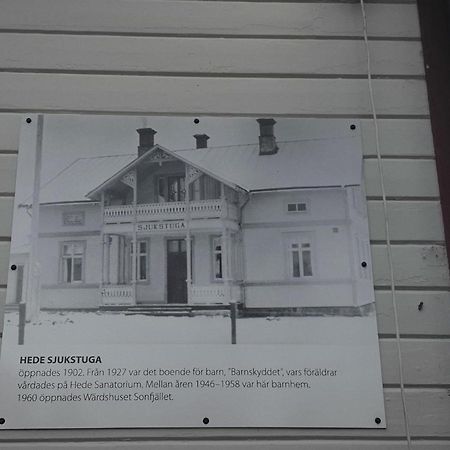 SJUKSTUGA
HEDE SJUKSTUGA
öppnades 1902. Från 1927 var det boende för barn, "Barnskyddet", vars föräldrar
vårdades på Hede Sanatorium. Mellan åren 1946–1958 var här barnhem.
1960 öppnades Wärdshuset Sonfjället.